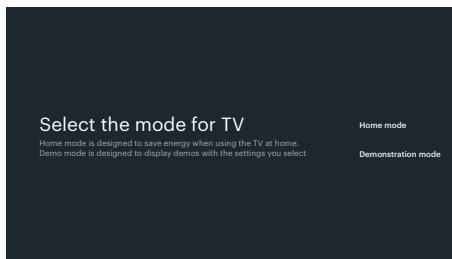 Select the mode for TV
Home mode is designed to save energy when using the TV at home.
Demo mode is designed to display demos with the settings you select
Home mode
Demonstration mode